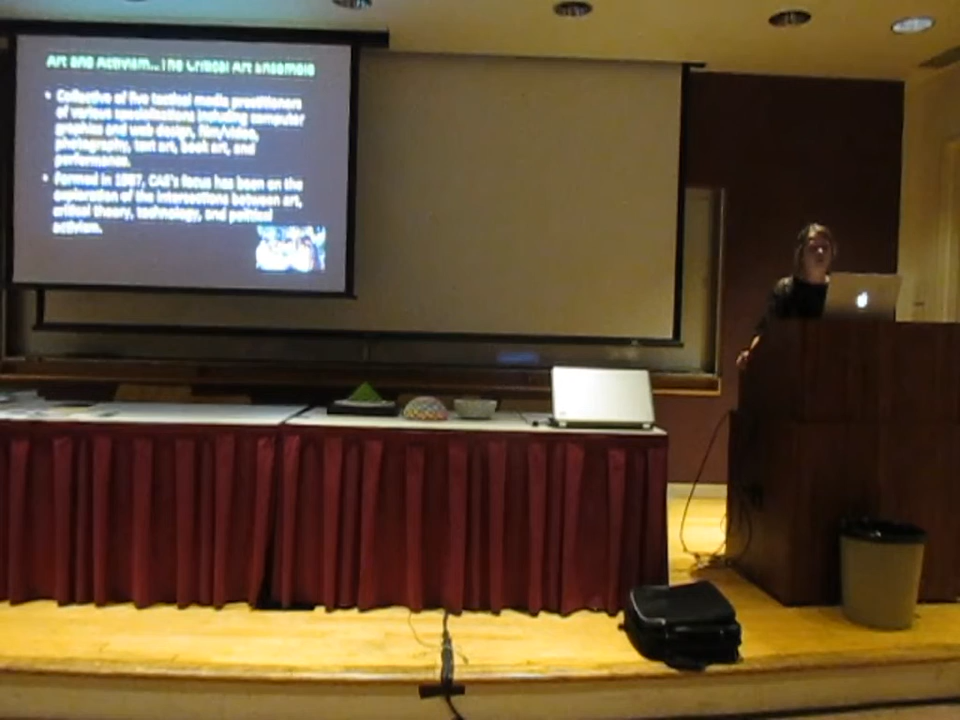 Art and Activism...The Critical Art Ensemble
• Collective of five tactical media practitioners
of various specializations including computer
graphics and web design, film/video,
photography, text art, book art, and
performance.
• Formed in 1987, CAE's focus has been on the
exploration of the intersections between art,
critical theory, technology, and political
activism.